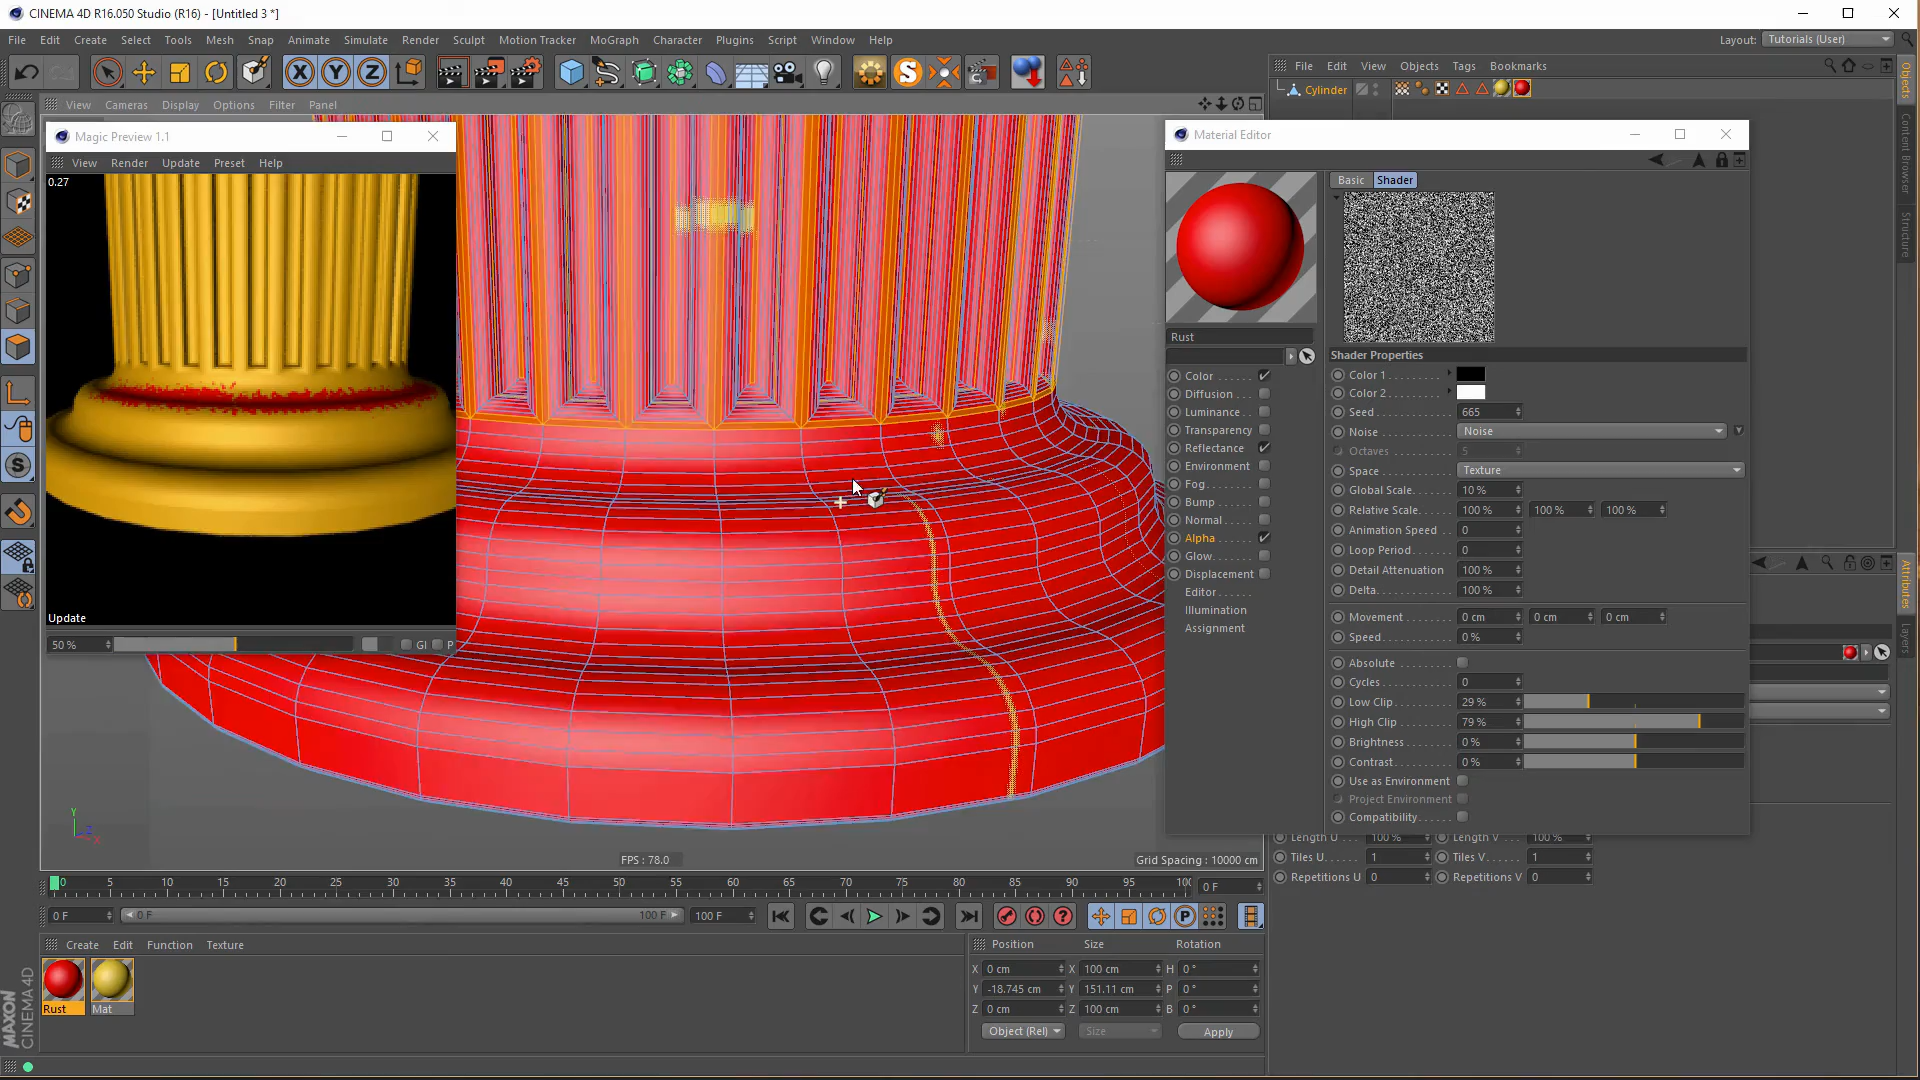 CINEMA 4D R16.050 Studio (R16) - [Untitled 3 *]
File Edit Create Select Tools Mesh Snap Animate Simulate Render Sculpt Motion Tracker MoGraph Character Plugins Script Window Help
Layout: Tutorials (User)
X Y Z S
File Edit View Objects Tags Bookmarks
Cylinder
View Cameras Display Options Filter Panel
Magic Preview 1.1
View Render Update Preset Help
0.27
Update
50 % GI P
Material Editor
Basic Shader
Rust
Color
Diffusion
Luminance
Transparency
Reflectance
Environment
Fog
Bump
Normal
Alpha
Glow
Displacement
Editor
Illumination
Assignment
Shader Properties
Color 1
Color 2
Seed 665
Noise Noise
Octaves 5
Space Texture
Global Scale 10 %
Relative Scale 100 % 100 % 100 %
Animation Speed 0
Loop Period 0
Detail Attenuation 100 %
Delta 100 %
Movement 0 cm 0 cm 0 cm
Speed 0 %
Absolute
Cycles 0
Low Clip 29 %
High Clip 79 %
Brightness 0 %
Contrast 0 %
Use as Environment
Project Environment
Compatibility
Length U 100 % Length V 100 %
Tiles U 1 Tiles V 1
Repetitions U 0 Repetitions V 0
Objects
Content Browser
Structure
Attributes
Layers
S
Y Z X
FPS : 78.0
Grid Spacing : 10000 cm
0 5 10 15 20 25 30 35 40 45 50 55 60 65 70 75 80 85 90 95 10
0 F
0 F 0 F 100 F 100 F
P
Create Edit Function Texture
Rust Mat
MAXON CINEMA 4D
Position Size Rotation
X 0 cm X 100 cm H 0 °
Y -18.745 cm Y 151.11 cm P 0 °
Z 0 cm Z 100 cm B 0 °
Object (Rel) Size Apply